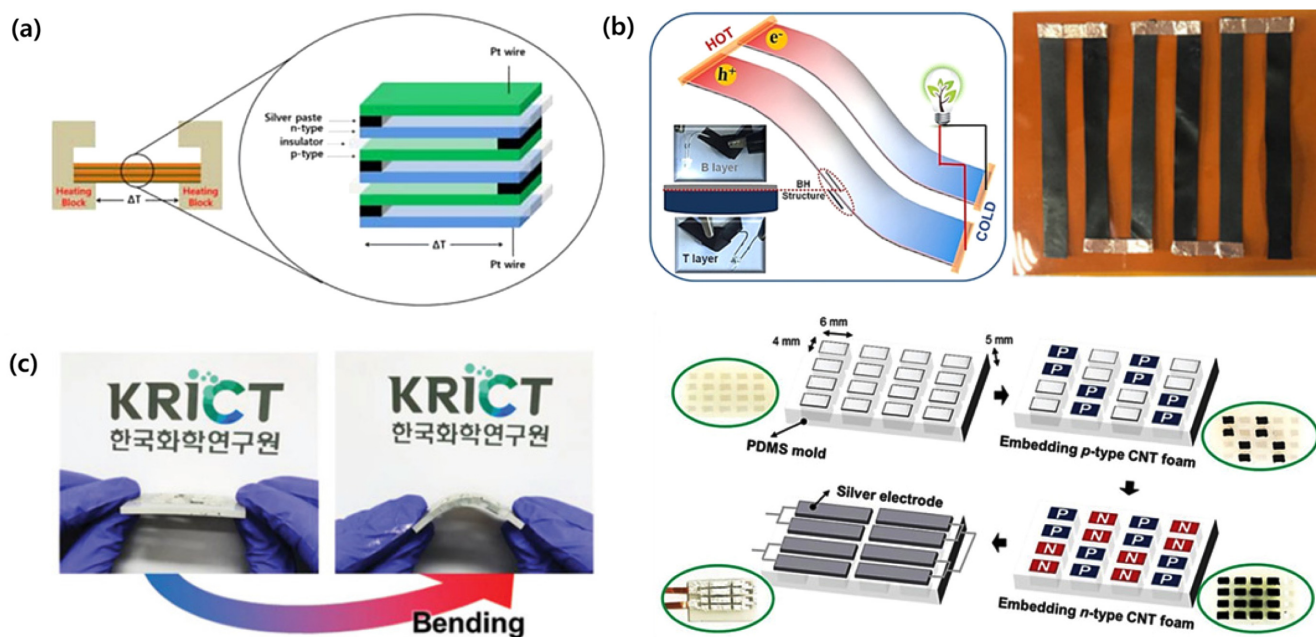 (a)
Pt wire
Silver paste
n-type
insulator
p-type
Heating
Block
ΔT
Heating
Block
ΔT
Pt wire
(b)
HOT
e-
h+
B layer
BH
Structure
T layer
COLD
(c)
KRICT
한국화학연구원
KRICT
한국화학연구원
Bending
6 mm
4 mm
5 mm
PDMS mold
P
P
P
P
P
P
P
P
Embedding p-type CNT foam
P
N
P
N
P
N
P
N
N
P
N
P
N
P
N
P
Embedding n-type CNT foam
Silver electrode